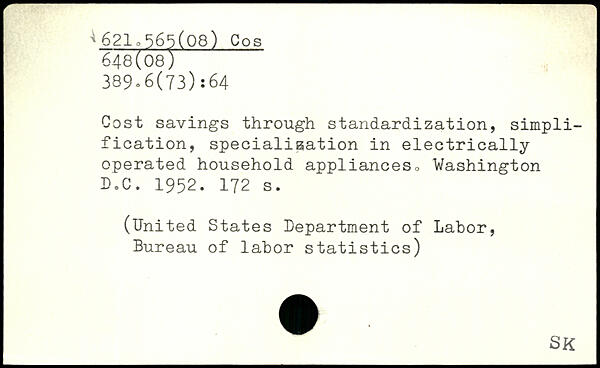 621.565(08) Cos
648(08)
389.6(73):64
Cost savings through standardization, simpli-
fication, specialization in electrically
operated household appliances. Washington
D.C. 1952. 172 s.
(United States Department of Labor,
Bureau of labor statistics)
SK